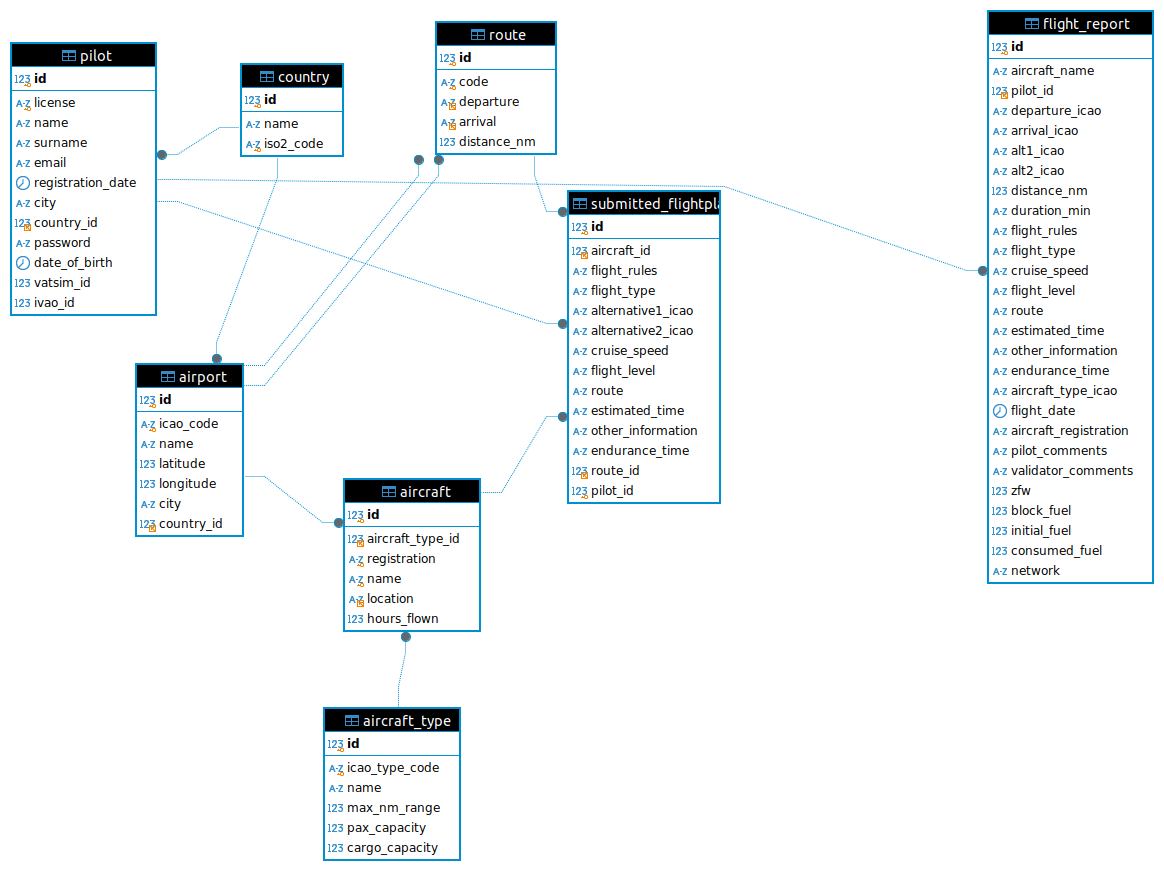 pilot
123 id
A-Z license
A-Z name
A-Z surname
A-Z email
registration_date
A-Z city
123 country_id
A-Z password
date_of_birth
123 vatsim_id
123 ivao_id
country
123 id
A-Z name
A-Z iso2_code
route
123 id
A-Z code
A-Z departure
A-Z arrival
123 distance_nm
submitted_flightpla
123 id
123 aircraft_id
A-Z flight_rules
A-Z flight_type
A-Z alternative1_icao
A-Z alternative2_icao
A-Z cruise_speed
A-Z flight_level
A-Z route
A-Z estimated_time
A-Z other_information
A-Z endurance_time
123 route_id
123 pilot_id
flight_report
123 id
A-Z aircraft_name
123 pilot_id
A-Z departure_icao
A-Z arrival_icao
A-Z alt1_icao
A-Z alt2_icao
123 distance_nm
123 duration_min
A-Z flight_rules
A-Z flight_type
A-Z cruise_speed
A-Z flight_level
A-Z route
A-Z estimated_time
A-Z other_information
A-Z endurance_time
A-Z aircraft_type_icao
flight_date
A-Z aircraft_registration
A-Z pilot_comments
A-Z validator_comments
123 zfw
123 block_fuel
123 initial_fuel
123 consumed_fuel
A-Z network
airport
123 id
A-Z icao_code
A-Z name
123 latitude
123 longitude
A-Z city
123 country_id
aircraft
123 id
123 aircraft_type_id
A-Z registration
A-Z name
A-Z location
123 hours_flown
aircraft_type
123 id
A-Z icao_type_code
A-Z name
123 max_nm_range
123 pax_capacity
123 cargo_capacity